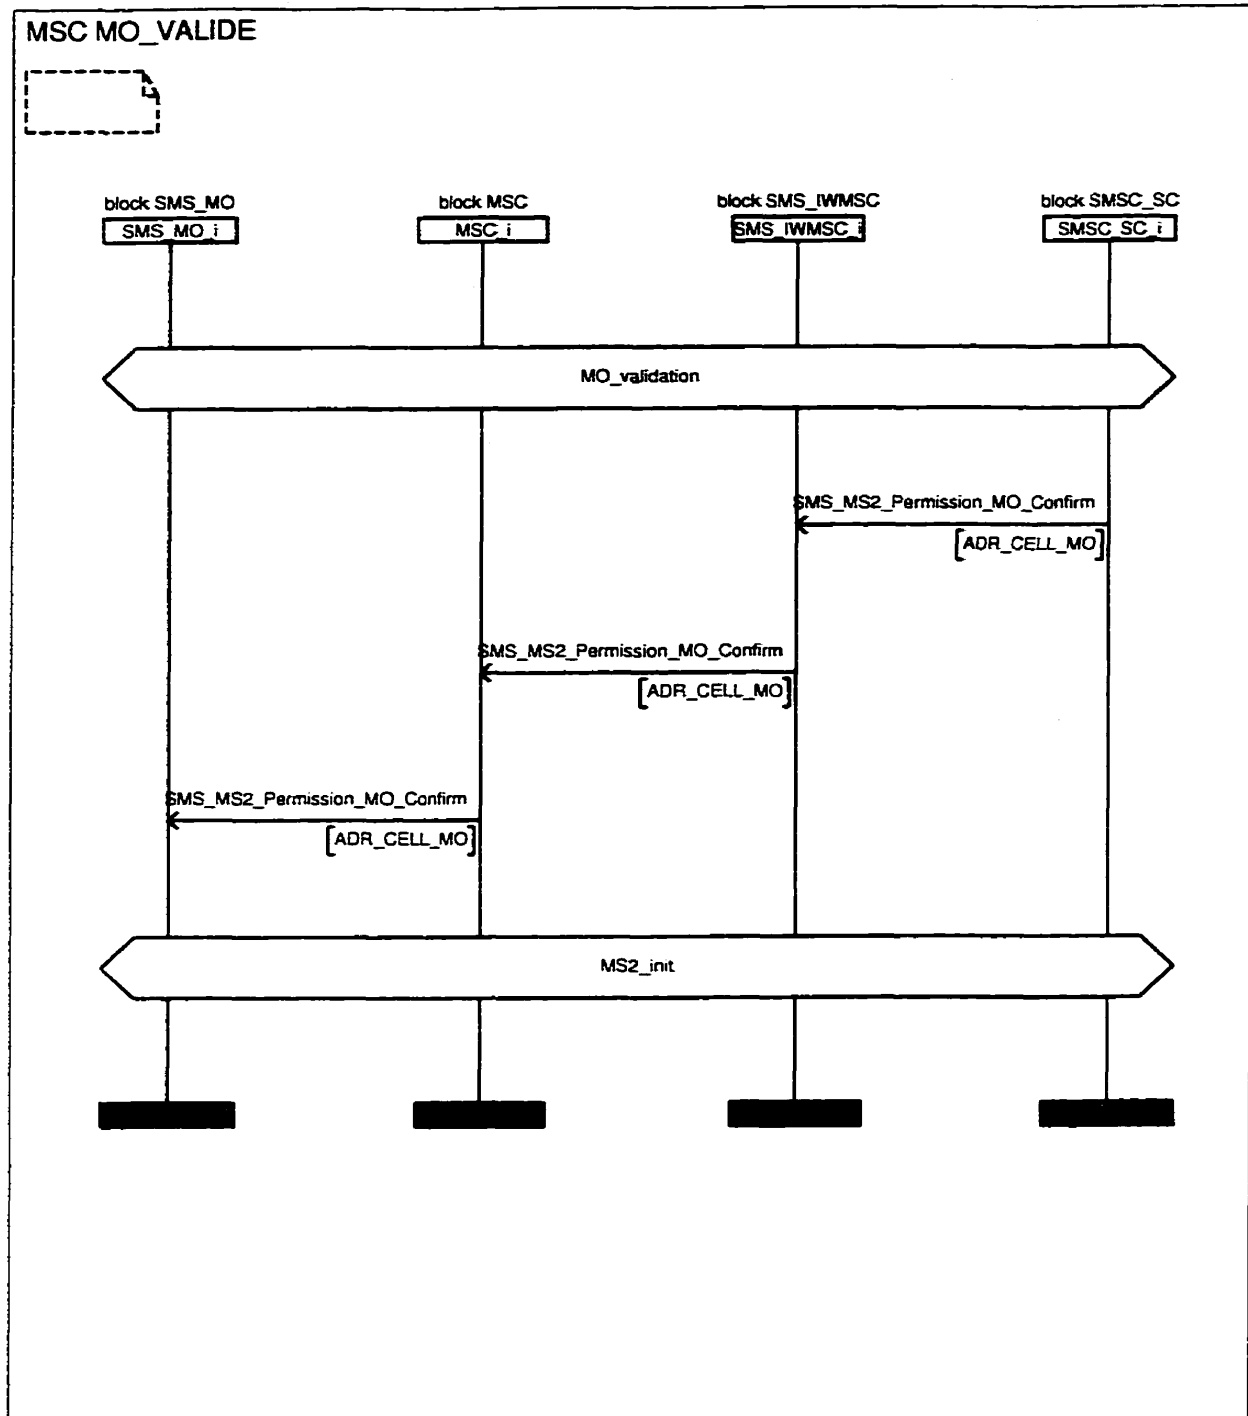 MSC MO_VALIDE
block SMS_MO
block MSC
block SMS_IWMSC
block SMSC_SC
SMS_MO_i
MSC_i
SMS_IWMSC_i
SMSC_SC_i
MO_validation
SMS_MS2_Permission_MO_Confirm
[ADR_CELL_MO]
SMS_MS2_Permission_MO_Confirm
[ADR_CELL_MO]
SMS_MS2_Permission_MO_Confirm
[ADR_CELL_MO]
MS2_init